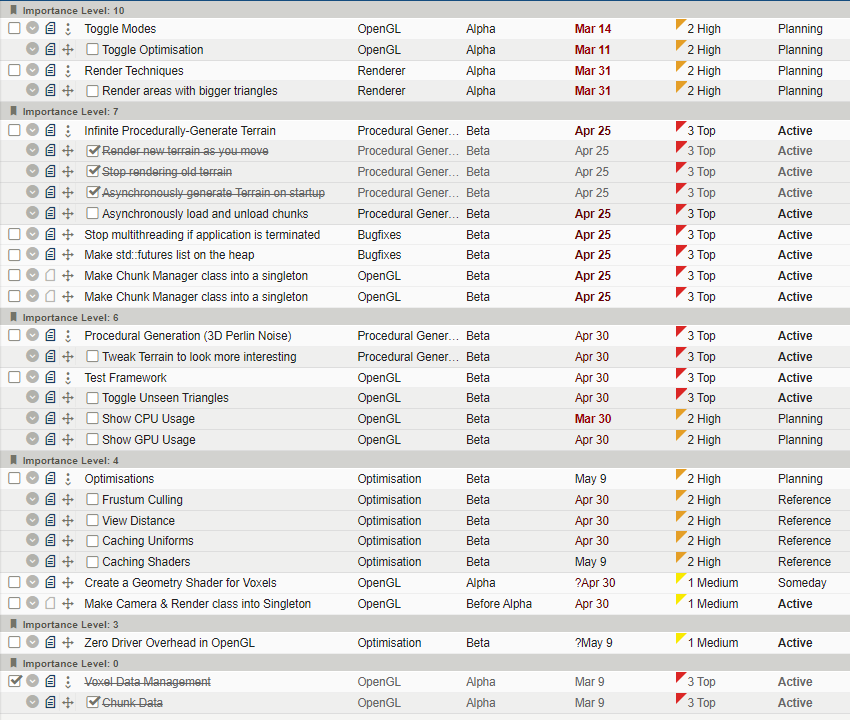 Importance Level: 10
Toggle Modes OpenGL Alpha Mar 14 2 High Planning
Toggle Optimisation OpenGL Alpha Mar 11 2 High Planning
Render Techniques Renderer Alpha Mar 31 2 High Planning
Render areas with bigger triangles Renderer Alpha Mar 31 2 High Planning
Importance Level: 7
Infinite Procedurally-Generate Terrain Procedural Gener... Beta Apr 25 3 Top Active
Render new terrain as you move Procedural Gener... Beta Apr 25 3 Top Active
Stop rendering old terrain Procedural Gener... Beta Apr 25 3 Top Active
Asynchronously generate Terrain on startup Procedural Gener... Beta Apr 25 3 Top Active
Asynchronously load and unload chunks Procedural Gener... Beta Apr 25 3 Top Active
Stop multithreading if application is terminated Bugfixes Beta Apr 25 3 Top Active
Make std::futures list on the heap Bugfixes Beta Apr 25 3 Top Active
Make Chunk Manager class into a singleton OpenGL Beta Apr 25 3 Top Active
Make Chunk Manager class into a singleton OpenGL Beta Apr 25 3 Top Active
Importance Level: 6
Procedural Generation (3D Perlin Noise) Procedural Gener... Beta Apr 30 3 Top Active
Tweak Terrain to look more interesting Procedural Gener... Beta Apr 30 3 Top Active
Test Framework OpenGL Beta Apr 30 3 Top Active
Toggle Unseen Triangles OpenGL Beta Apr 30 3 Top Active
Show CPU Usage OpenGL Beta Mar 30 2 High Planning
Show GPU Usage OpenGL Beta Apr 30 2 High Planning
Importance Level: 4
Optimisations Optimisation Beta May 9 2 High Planning
Frustum Culling Optimisation Beta Apr 30 2 High Reference
View Distance Optimisation Beta Apr 30 2 High Reference
Caching Uniforms Optimisation Beta Apr 30 2 High Reference
Caching Shaders Optimisation Beta May 9 2 High Reference
Create a Geometry Shader for Voxels OpenGL Alpha ?Apr 30 1 Medium Someday
Make Camera & Render class into Singleton OpenGL Before Alpha Apr 30 1 Medium Active
Importance Level: 3
Zero Driver Overhead in OpenGL Optimisation Beta ?May 9 1 Medium Active
Importance Level: 0
Voxel Data Management OpenGL Alpha Mar 9 3 Top Active
Chunk Data OpenGL Alpha Mar 9 3 Top Active